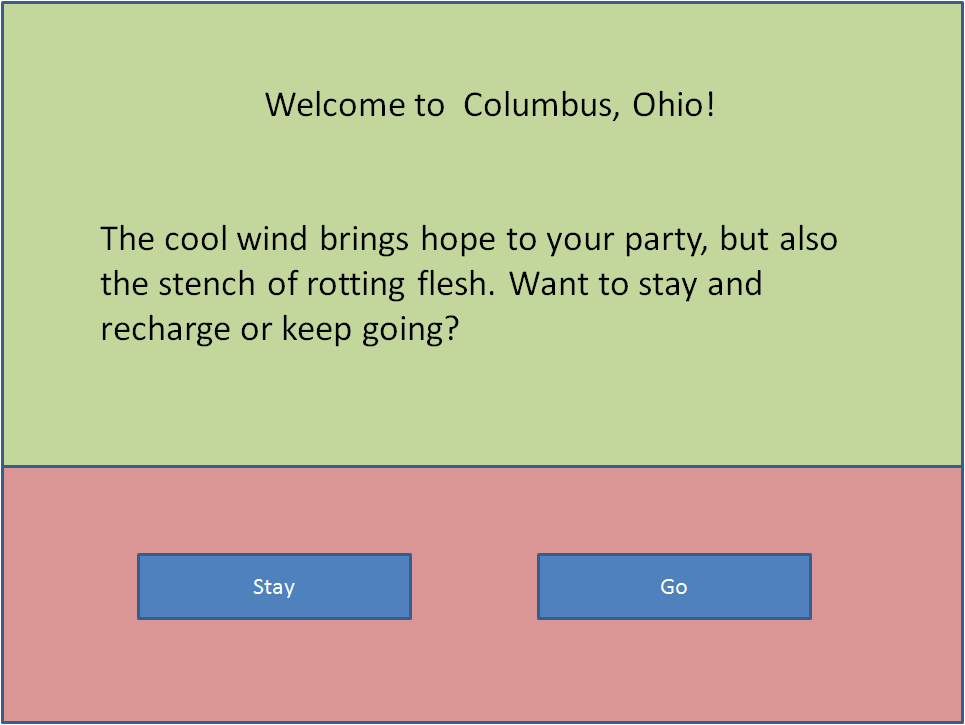 Welcome to  Columbus, Ohio!
The cool wind brings hope to your party, but also
the stench of rotting flesh. Want to stay and
recharge or keep going?
Stay
Go